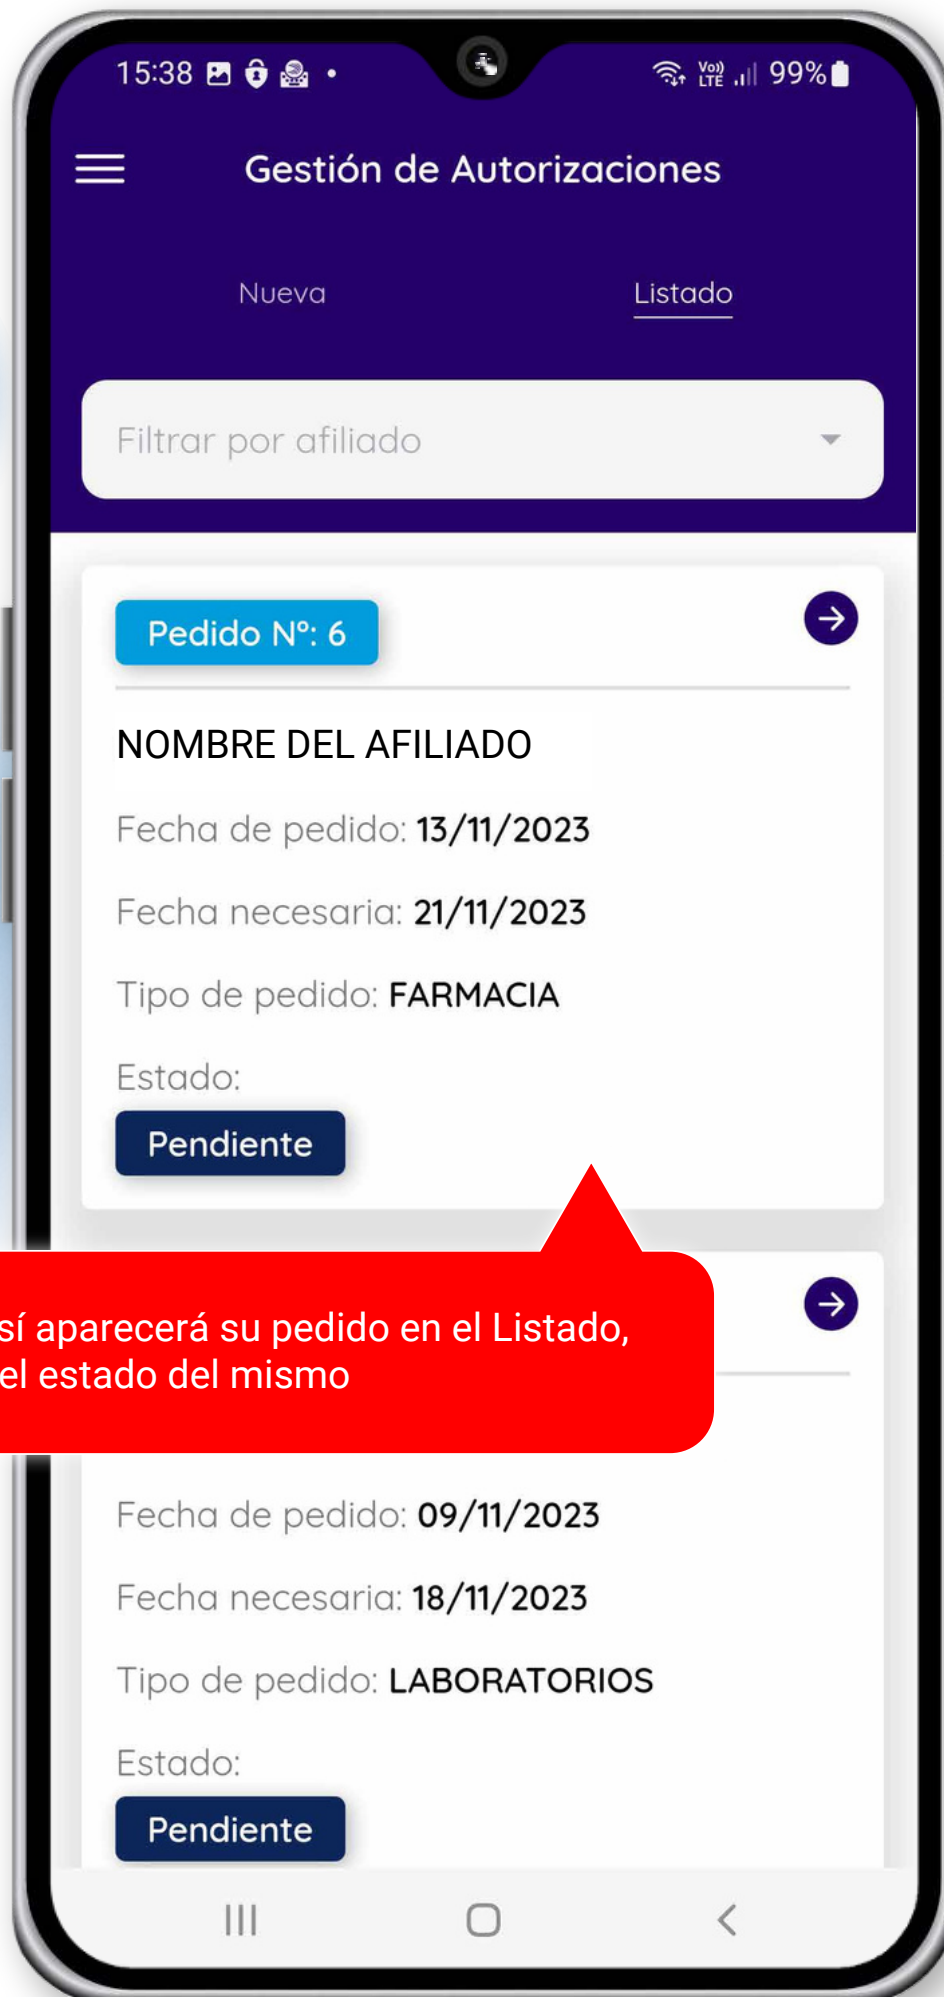 15:38
Vo))
LTE
99%
Gestión de Autorizaciones
Nueva
Listado
Filtrar por afiliado
Pedido Nº: 6
NOMBRE DEL AFILIADO
Fecha de pedido: 13/11/2023
Fecha necesaria: 21/11/2023
Tipo de pedido: FARMACIA
Estado:
Pendiente
sí aparecerá su pedido en el Listado,
el estado del mismo
Fecha de pedido: 09/11/2023
Fecha necesaria: 18/11/2023
Tipo de pedido: LABORATORIOS
Estado:
Pendiente